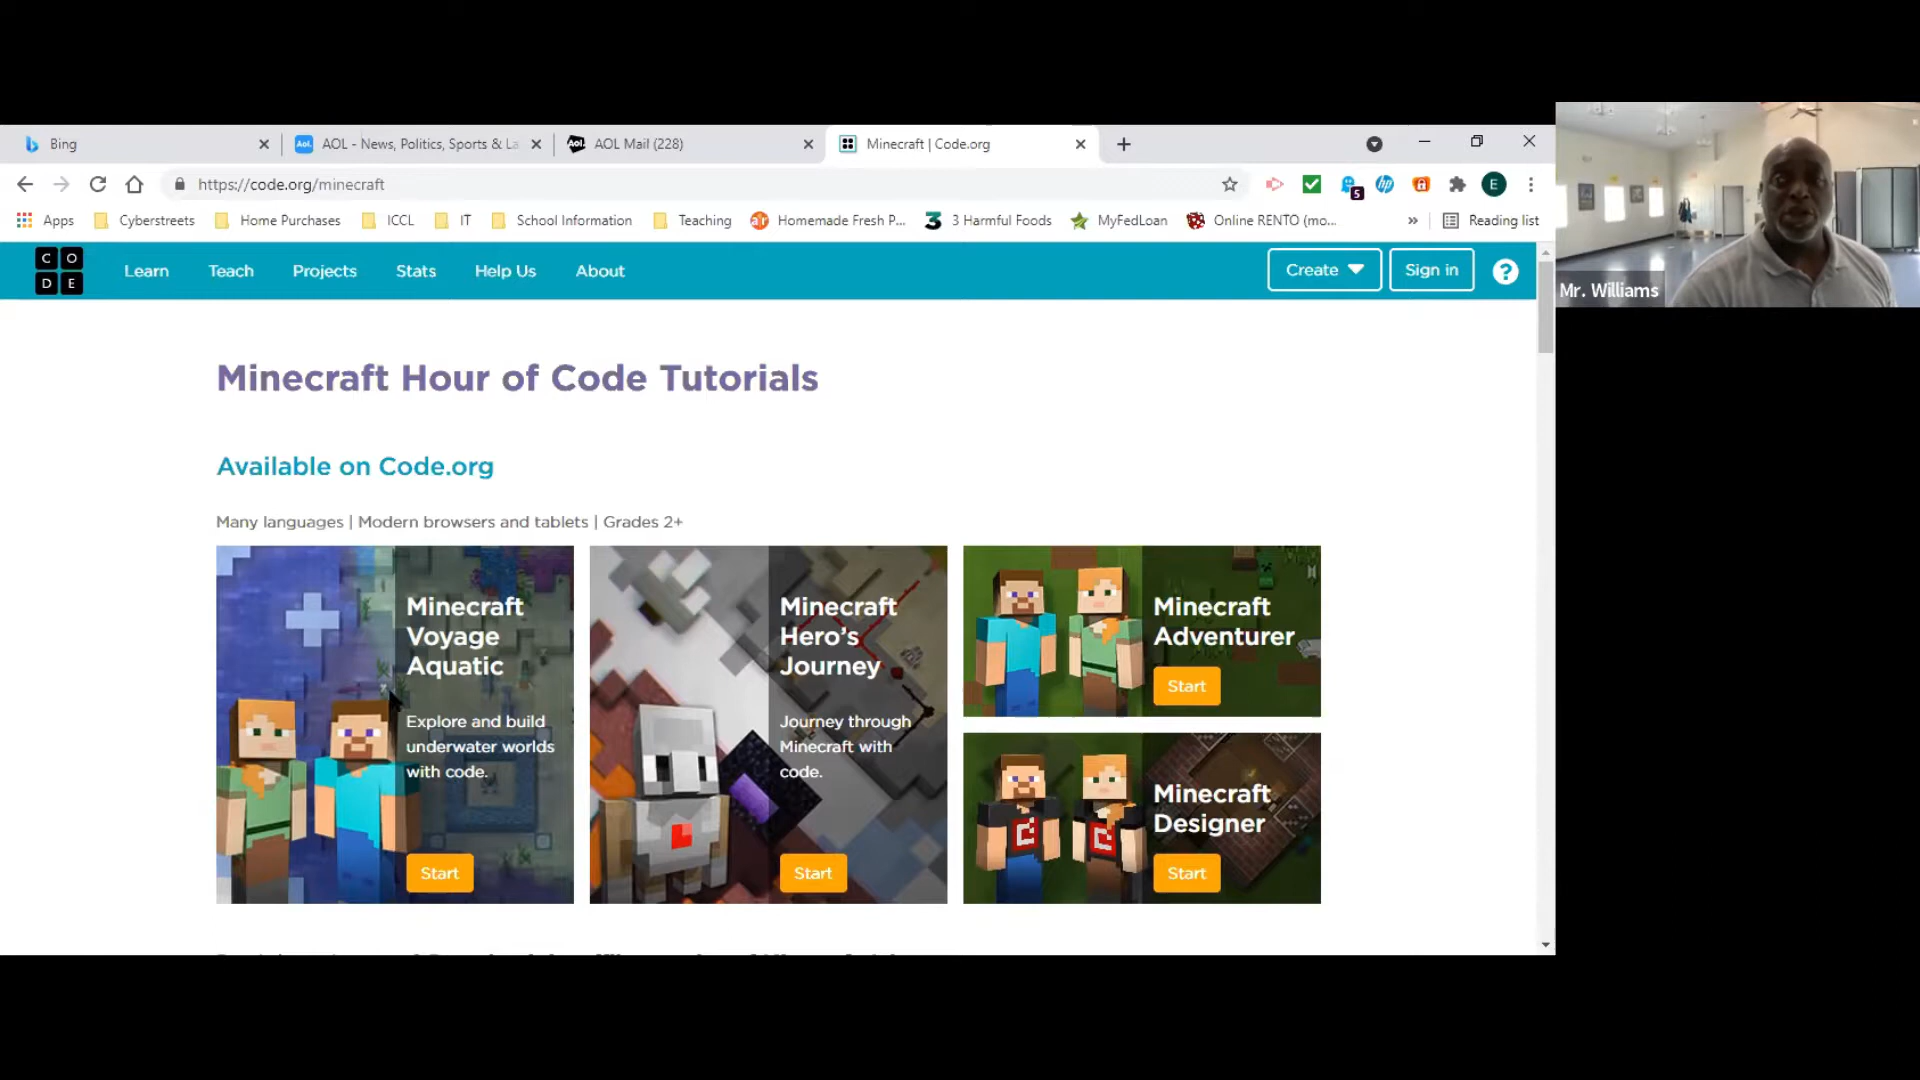 Bing
AOL - News, Politics, Sports & La
AOL Mail (228)
Minecraft | Code.org
https://code.org/minecraft
5
E
Apps
Cyberstreets
Home Purchases
ICCL
IT
School Information
Teaching
Homemade Fresh P...
3 Harmful Foods
MyFedLoan
Online RENTO (mo...
»
Reading list
C O
D E
Learn
Teach
Projects
Stats
Help Us
About
Create
Sign in
?
Mr. Williams
Minecraft Hour of Code Tutorials
Available on Code.org
Many languages | Modern browsers and tablets | Grades 2+
Minecraft
Voyage
Aquatic
Explore and build
underwater worlds
with code.
Start
Minecraft
Hero's
Journey
Journey through
Minecraft with
code.
Start
Minecraft
Adventurer
Start
Minecraft
Designer
Start